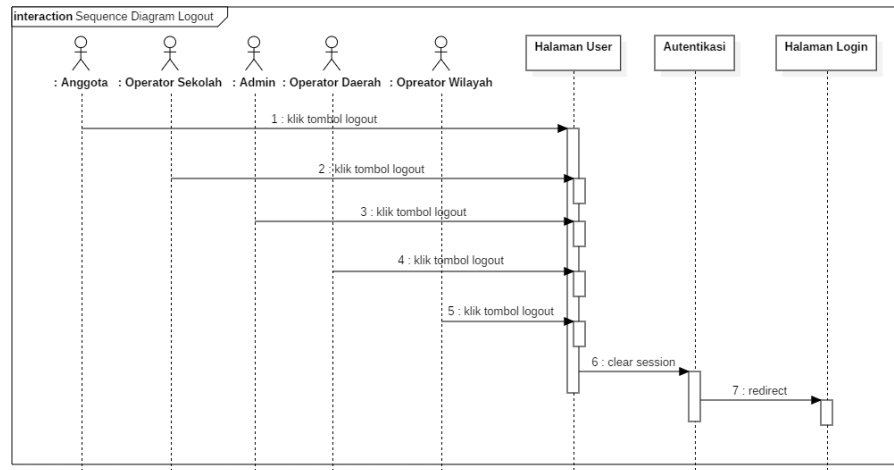 interaction Sequence Diagram Logout
: Anggota
: Operator Sekolah
: Admin
: Operator Daerah
: Opreator Wilayah
Halaman User
Autentikasi
Halaman Login
1 : klik tombol logout
2 : klik tombol logout
3 : klik tombol logout
4 : klik tombol logout
5 : klik tombol logout
6 : clear session
7 : redirect